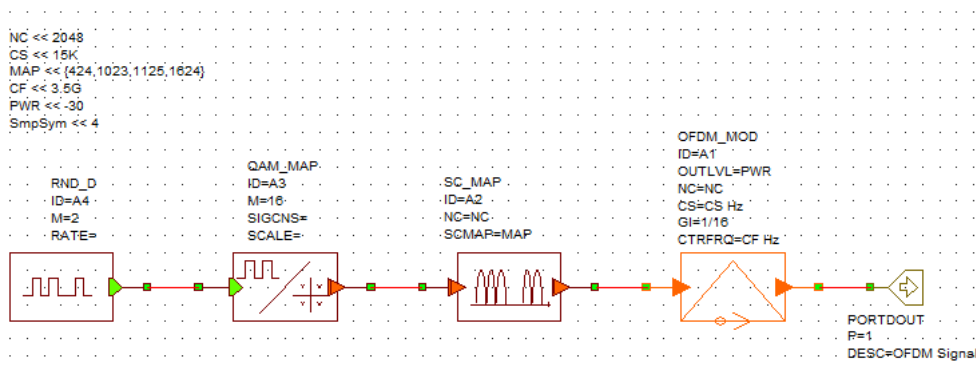 NC << 2048
CS << 15K
MAP << {424,1023,1125,1624}
CF << 3.5G
PWR << -30
SmpSym << 4
RND_D
ID=A4
M=2
RATE=
QAM_MAP
ID=A3
M=16
SIGCNS=
SCALE=
SC_MAP
ID=A2
NC=NC
SCMAP=MAP
OFDM_MOD
ID=A1
OUTLVL=PWR
NC=NC
CS=CS Hz
GI=1/16
CTRFRQ=CF Hz
PORTDOUT
P=1
DESC=OFDM Signal